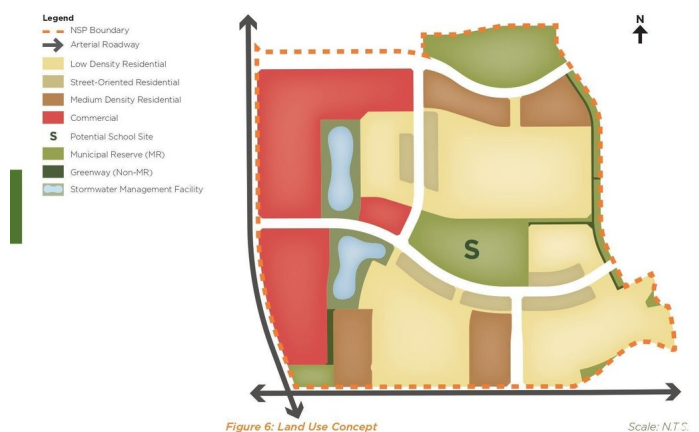 Legend
NSP Boundary
Arterial Roadway
Low Density Residential
Street-Oriented Residential
Medium Density Residential
Commercial
S Potential School Site
Municipal Reserve (MR)
Greenway (Non-MR)
Stormwater Management Facility
N
S
Figure 6: Land Use Concept
Scale: N.T.S.